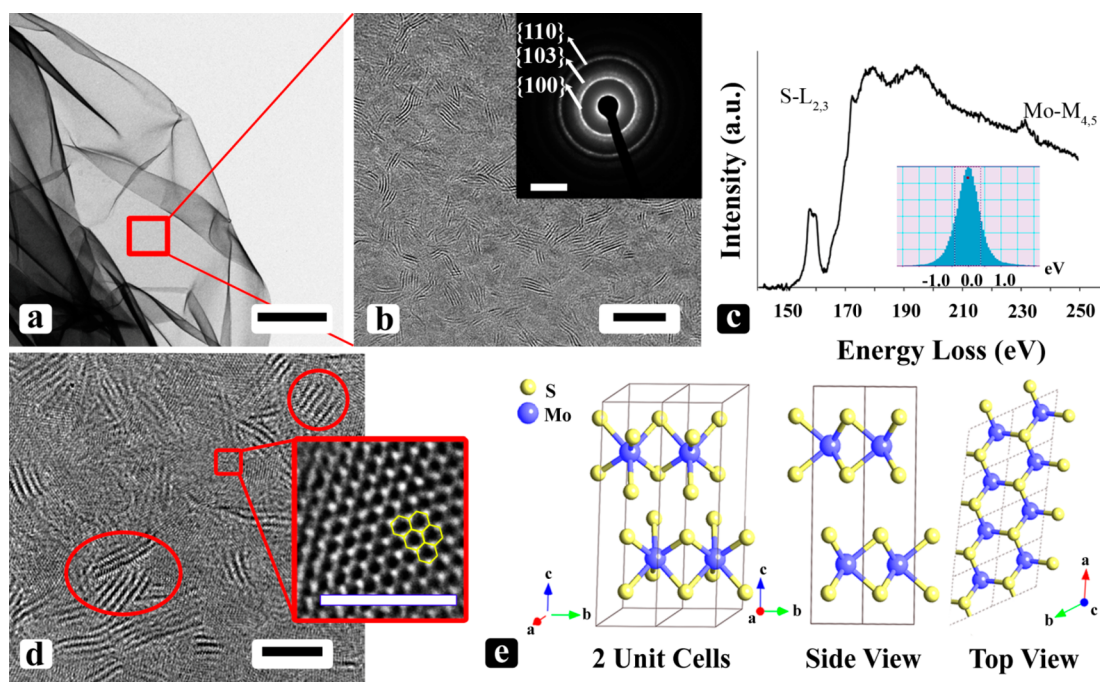 a
b
{110}
{103}
{100}
S-L2,3
Mo-M4,5
Intensity (a.u.)
eV
-1.0 0.0 1.0
150 170 190 210 230 250
Energy Loss (eV)
c
d
S
Mo
c
a
b
c
a
b
a
b
c
e
2 Unit Cells
Side View
Top View